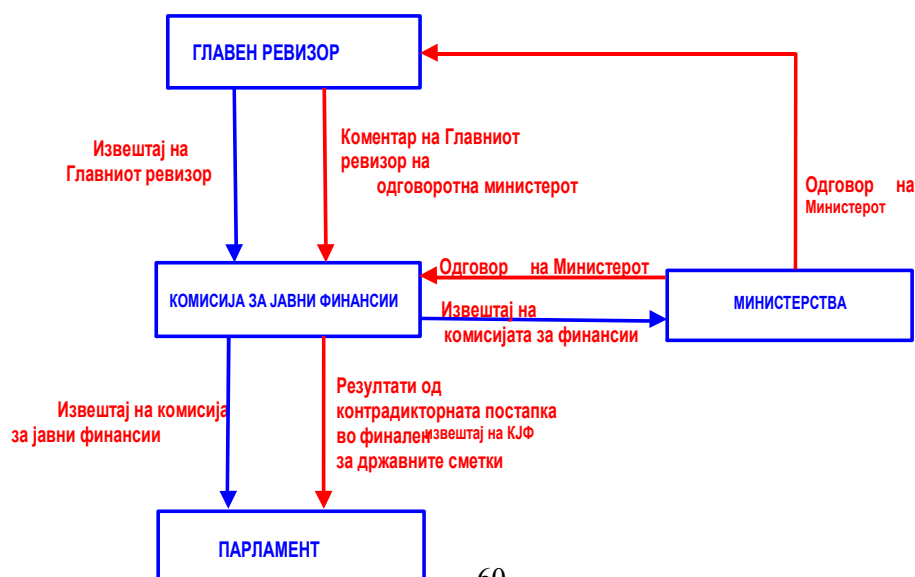 ГЛАВЕН РЕВИЗОР
Извештај на
Главниот ревизор
Коментар на Главниот
ревизор на
одговоротна министерот
Одговор на
Министерот
Одговор на Министерот
КОМИСИЈА ЗА ЈАВНИ ФИНАНСИИ
МИНИСТЕРСТВА
Извештај на
комисијата за финансии
Извештај на комисија
за јавни финансии
Резултати од
контрадикторната постапка
во финален извештај на КЈФ
за државните сметки
ПАРЛАМЕНТ
60